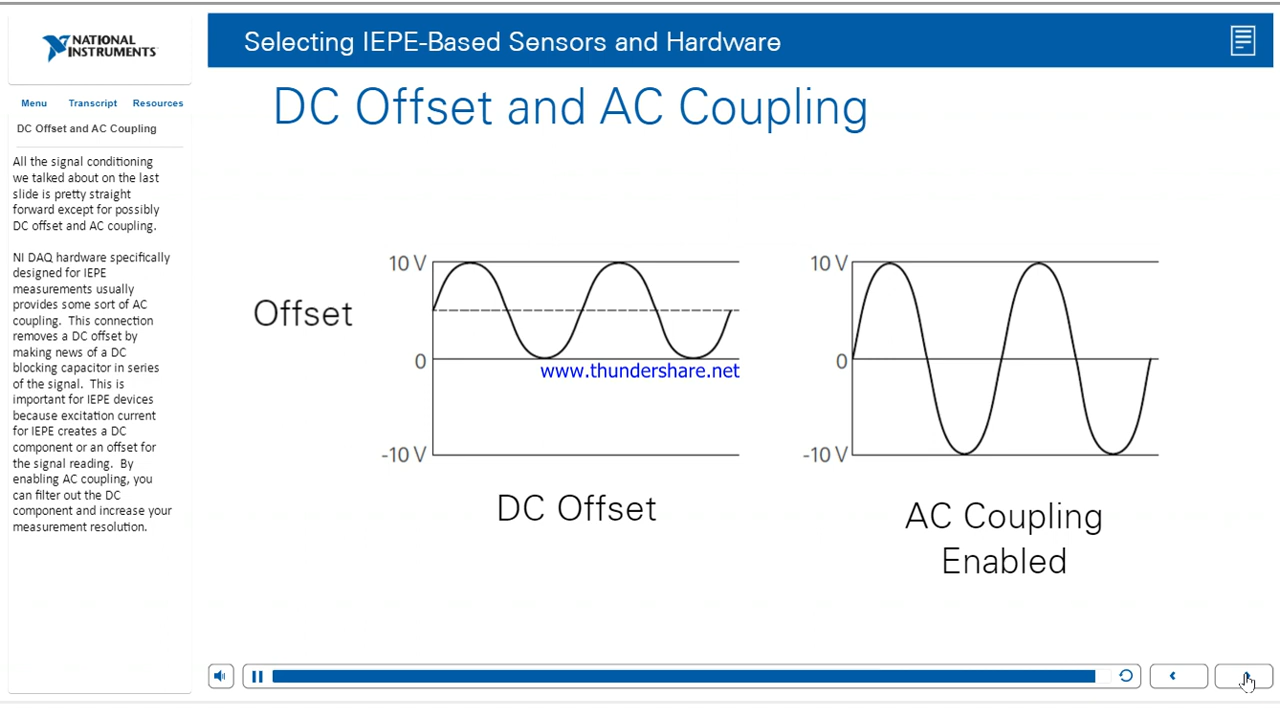 NATIONAL
INSTRUMENTS
Menu Transcript Resources
DC Offset and AC Coupling
All the signal conditioning
we talked about on the last
slide is pretty straight
forward except for possibly
DC offset and AC coupling.
NI DAQ hardware specifically
designed for IEPE
measurements usually
provides some sort of AC
coupling. This connection
removes a DC offset by
making news of a DC
blocking capacitor in series
of the signal. This is
important for IEPE devices
because excitation current
for IEPE creates a DC
component or an offset for
the signal reading. By
enabling AC coupling, you
can filter out the DC
component and increase your
measurement resolution.
Selecting IEPE-Based Sensors and Hardware
DC Offset and AC Coupling
Offset
10 V
0
-10 V
www.thundershare.net
DC Offset
10 V
0
-10 V
AC Coupling
Enabled